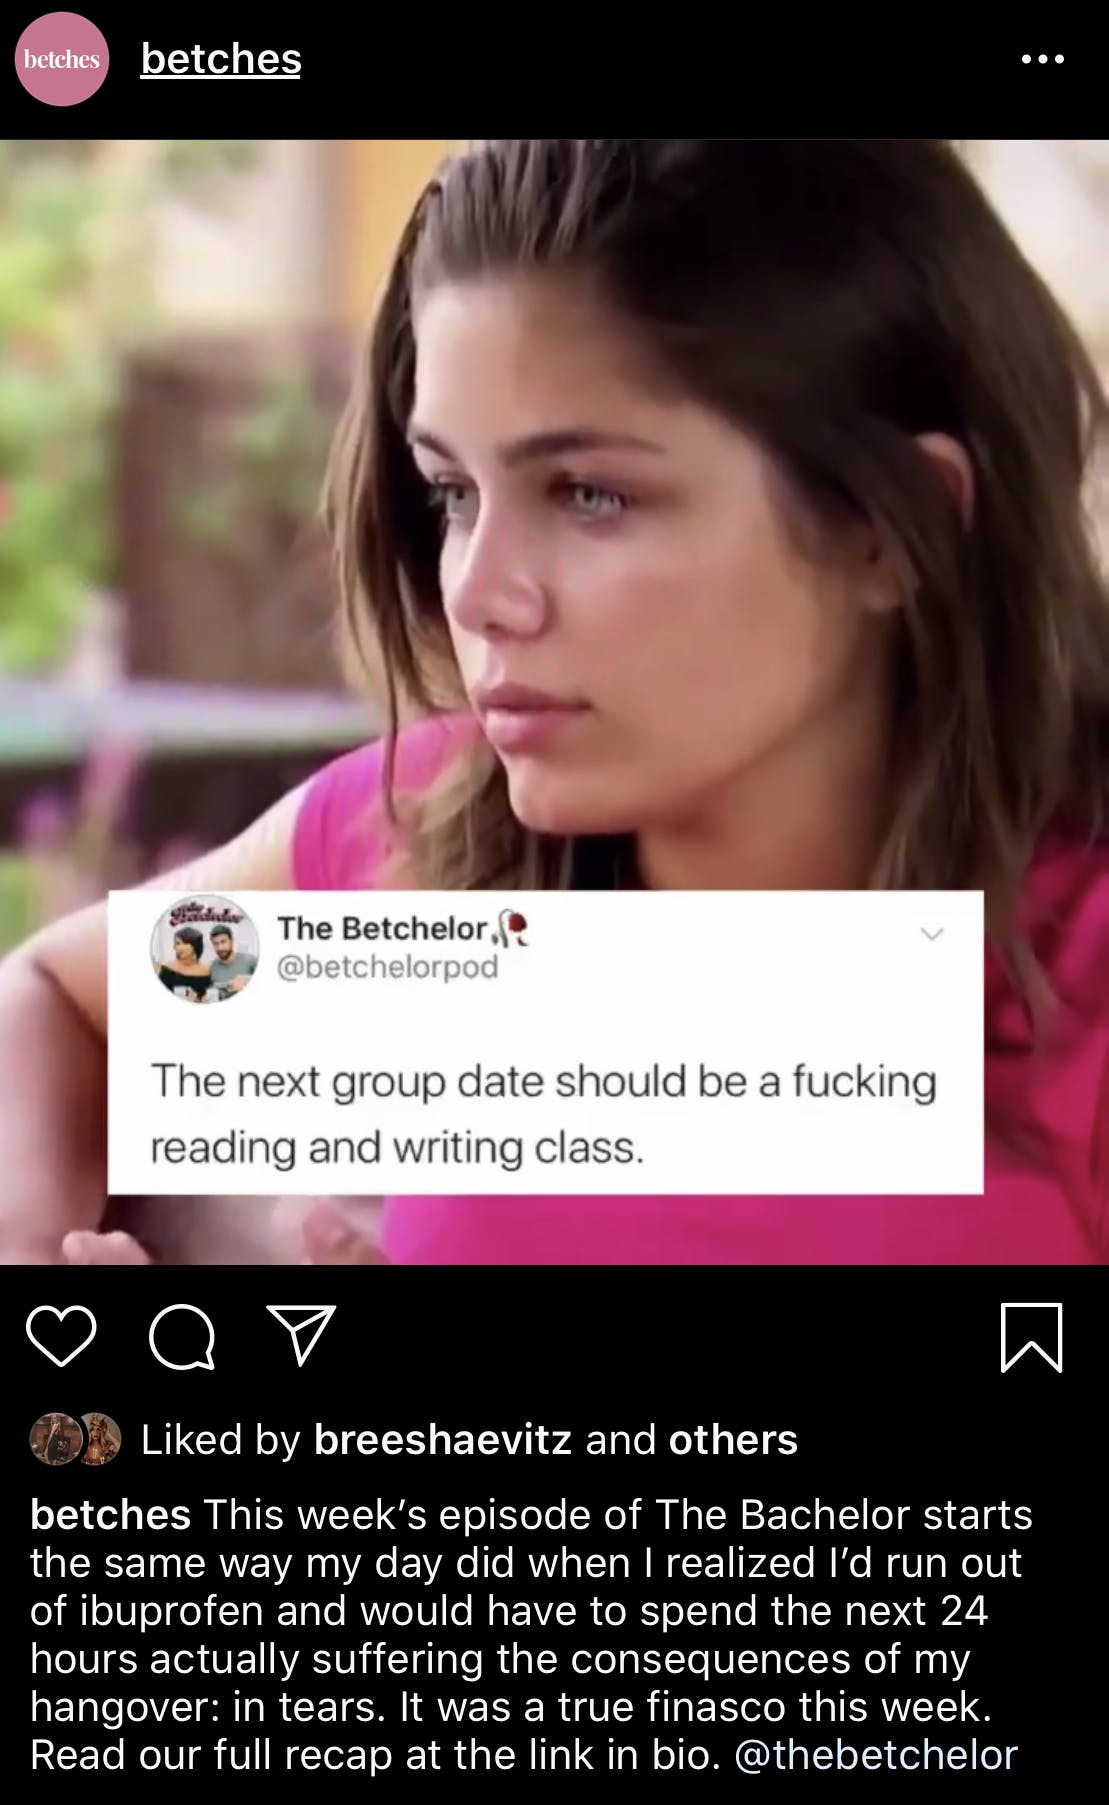 betches
betches
The Betchelor
@betchelorpod
The next group date should be a fucking
reading and writing class.
Liked by breeshaevitz and others
betches This week’s episode of The Bachelor starts
the same way my day did when I realized I’d run out
of ibuprofen and would have to spend the next 24
hours actually suffering the consequences of my
hangover: in tears. It was a true finasco this week.
Read our full recap at the link in bio. @thebetchelor